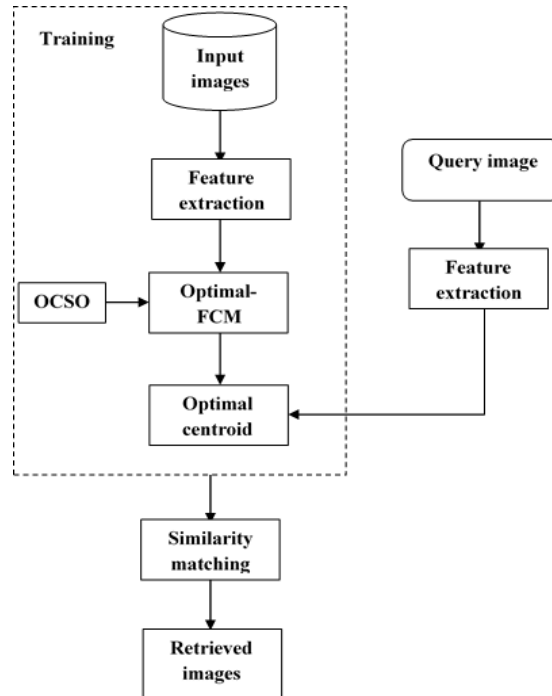 Training
Input
images
Feature
extraction
OCSO
Optimal-
FCM
Optimal
centroid
Query image
Feature
extraction
Similarity
matching
Retrieved
images